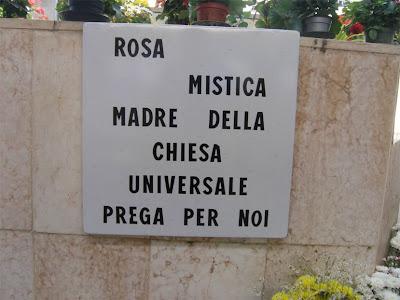 ROSA
MISTICA
MADRE DELLA
CHIESA
UNIVERSALE
PREGA PER NOI